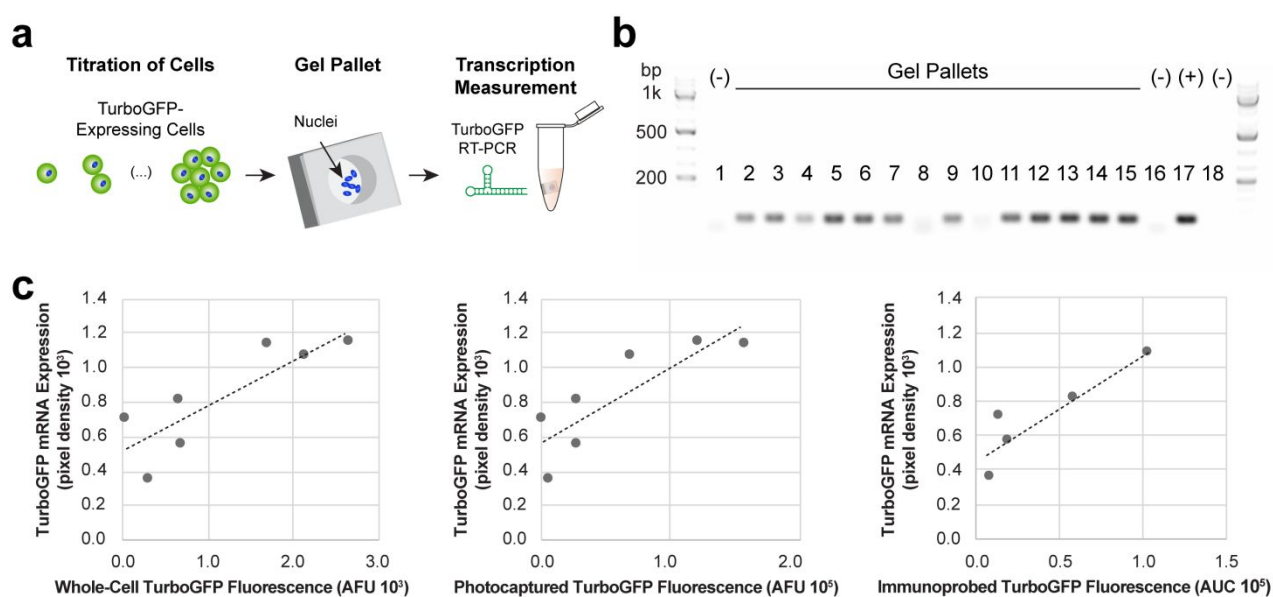 a
Titration of Cells
Gel Pallet
Transcription
Measurement
TurboGFP-
Expressing Cells
(...)
Nuclei
TurboGFP
RT-PCR
b
bp
1k
500
200
(-)
Gel Pallets
(-) (+) (-)
1 2 3 4 5 6 7 8 9 10 11 12 13 14 15 16 17 18
c
TurboGFP mRNA Expression
(pixel density 10³)
1.4
1.2
1.0
0.8
0.6
0.4
0.2
0.0
0.0 1.0 2.0 3.0
Whole-Cell TurboGFP Fluorescence (AFU 10³)
TurboGFP mRNA Expression
(pixel density 10³)
1.4
1.2
1.0
0.8
0.6
0.4
0.2
0.0
0.0 1.0 2.0
Photocaptured TurboGFP Fluorescence (AFU 10⁵)
TurboGFP mRNA Expression
(pixel density 10³)
1.4
1.2
1.0
0.8
0.6
0.4
0.2
0.0
0.0 0.5 1.0 1.5
Immunoprobed TurboGFP Fluorescence (AUC 10⁵)